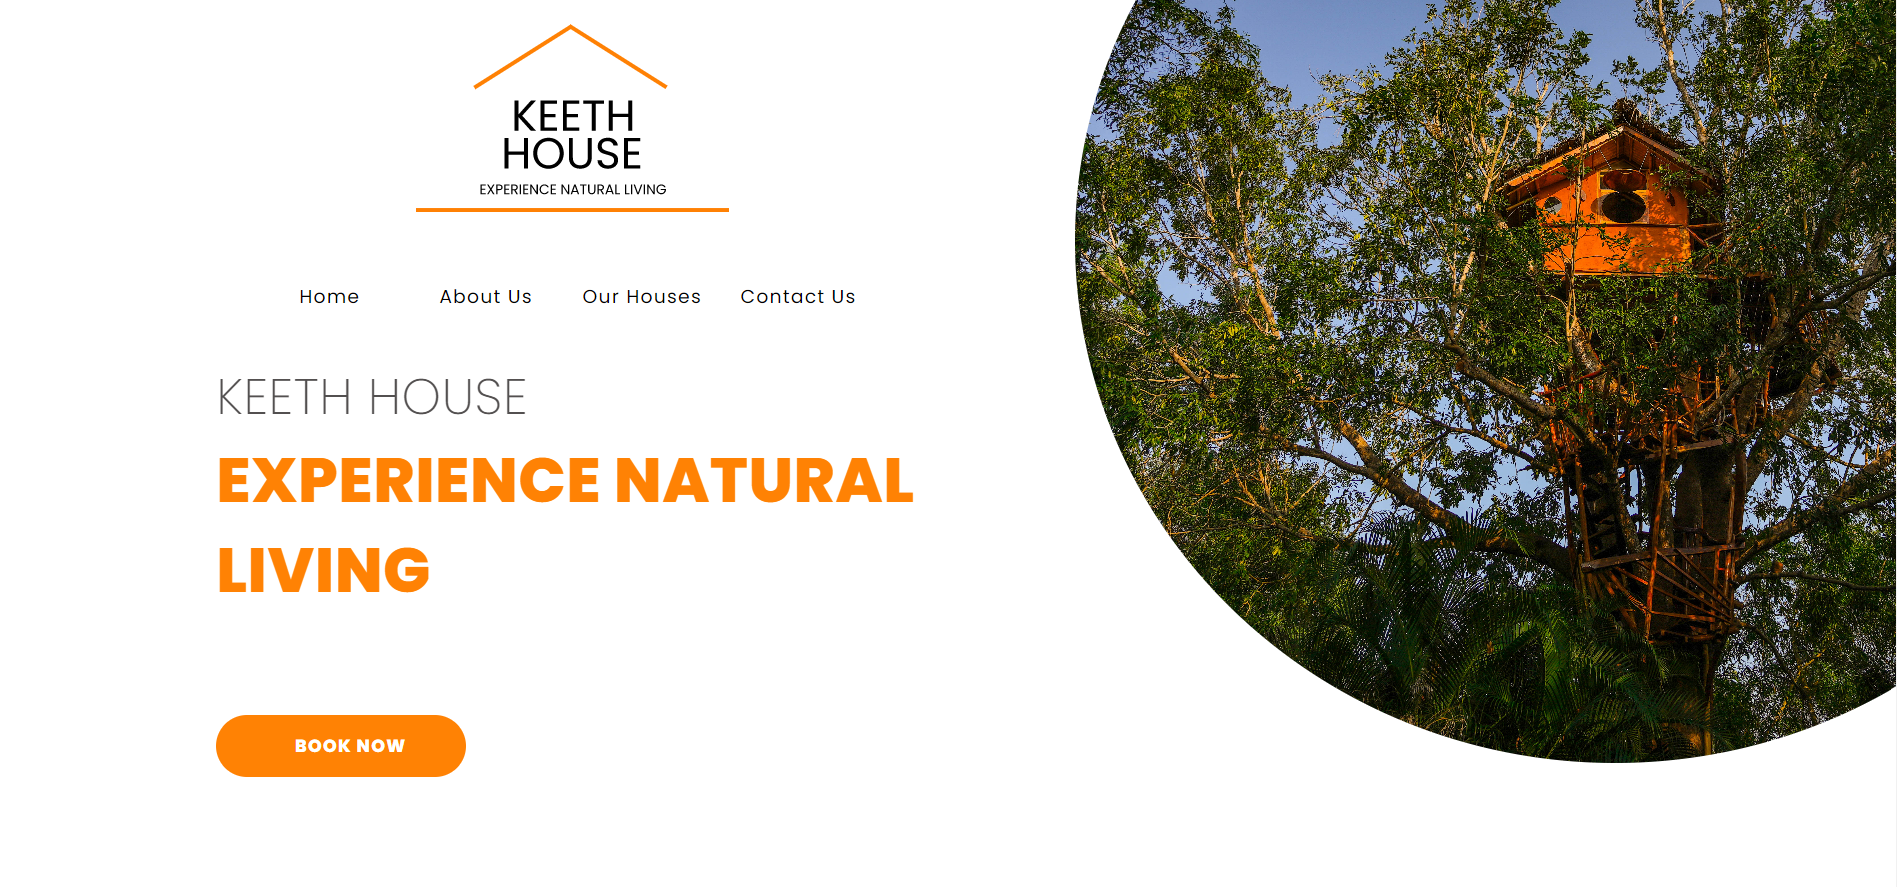 KEETH
HOUSE
EXPERIENCE NATURAL LIVING
Home About Us Our Houses Contact Us
KEETH HOUSE
EXPERIENCE NATURAL
LIVING
BOOK NOW